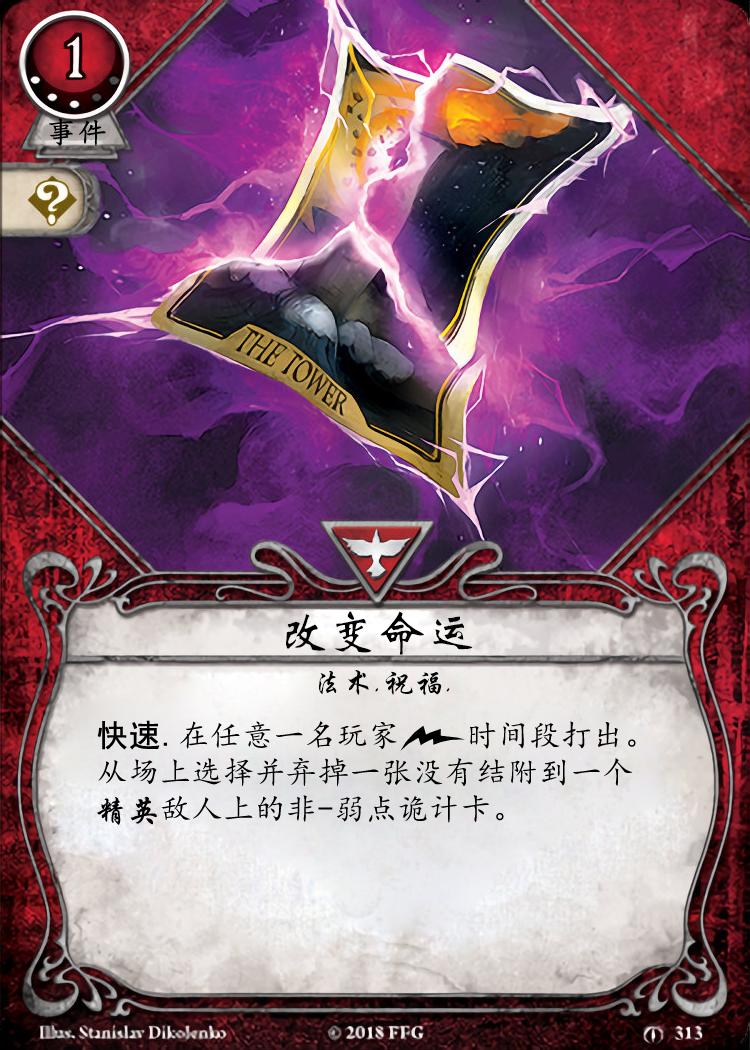 1
事件
?
THE TOWER
改变命运
法术.祝福.
快速.在任意一名玩家时间段打出。
从场上选择并弃掉一张没有结附到一个
精英敌人上的非-弱点诡计卡。
Illus. Stanislav Dikolenko
© 2018 FFG
313